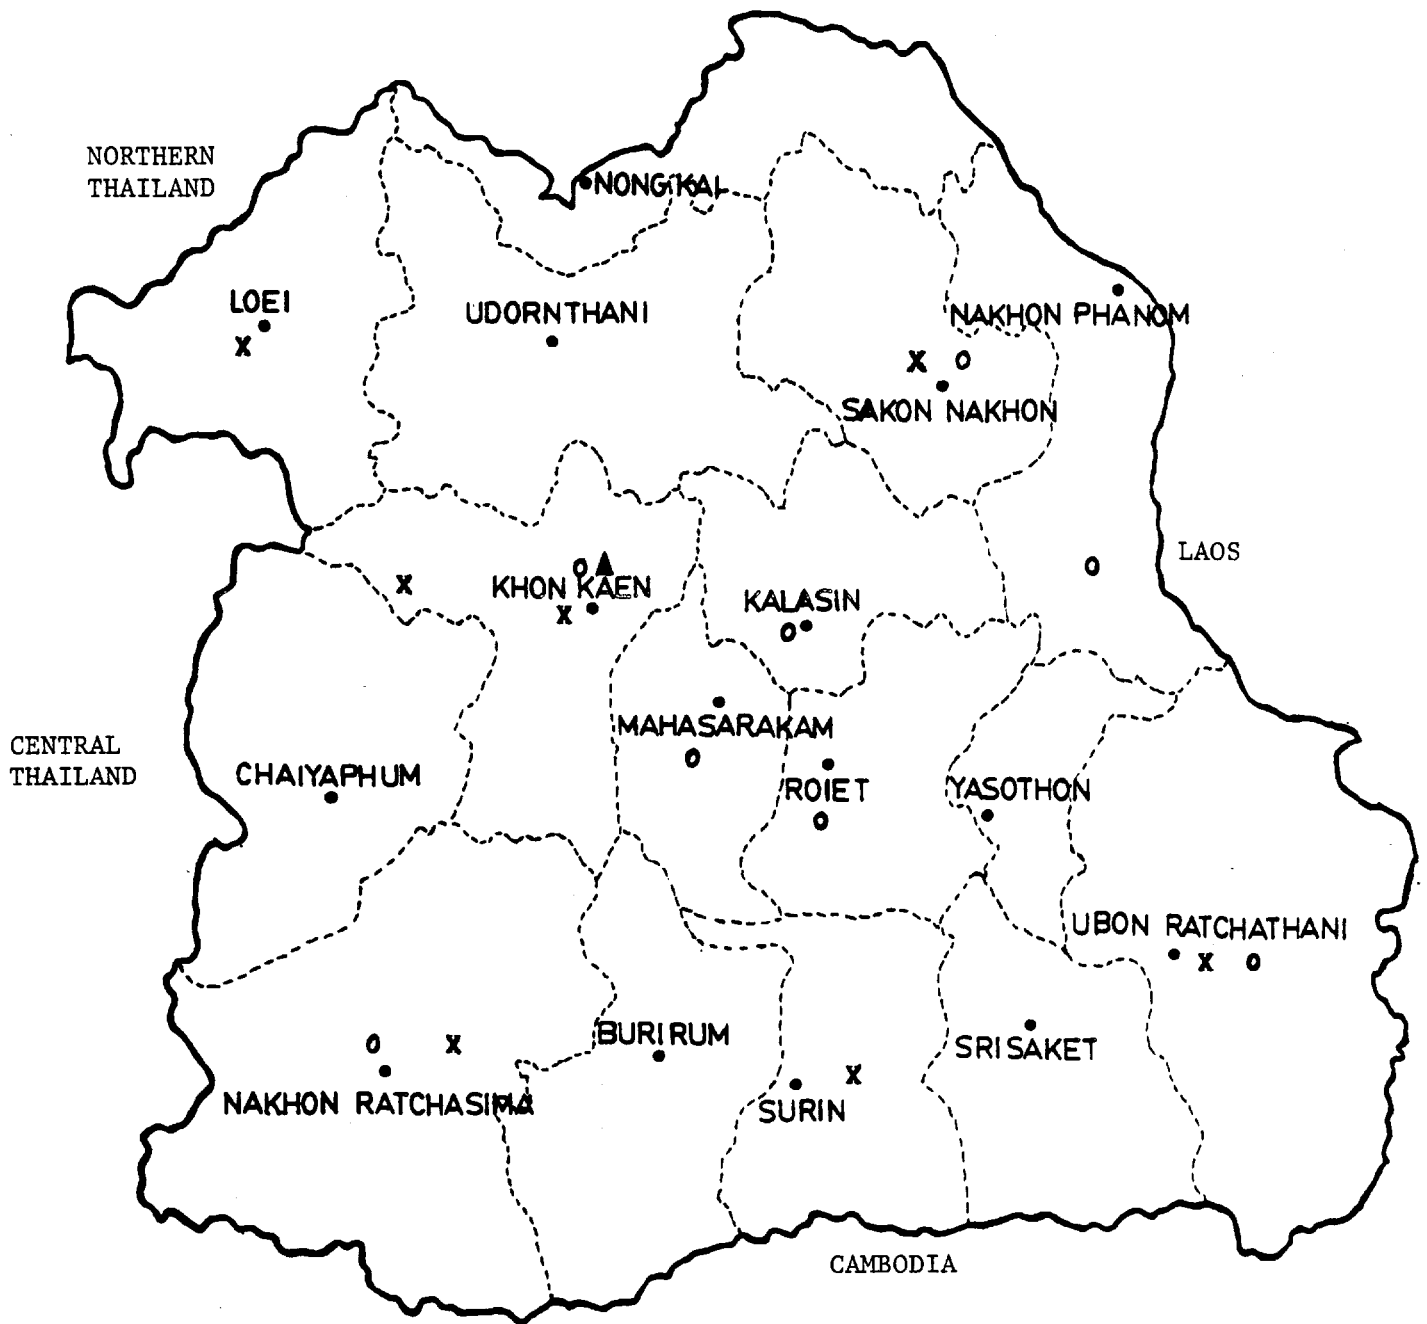 NORTHERN
THAILAND
NONGKAI
LOEI
UDORNTHANI
NAKHON PHANOM
X
X O
SAKON NAKHON
LAOS
O
X
O
KHON KAEN
X
KALASIN
O
MAHASARAKAM
O
CENTRAL
THAILAND
CHAIYAPHUM
ROIET
O
YASOTHON
UBON RATCHATHANI
X O
BURIRUM
O X
SRISAKET
NAKHON RATCHASIMA
X
SURIN
CAMBODIA